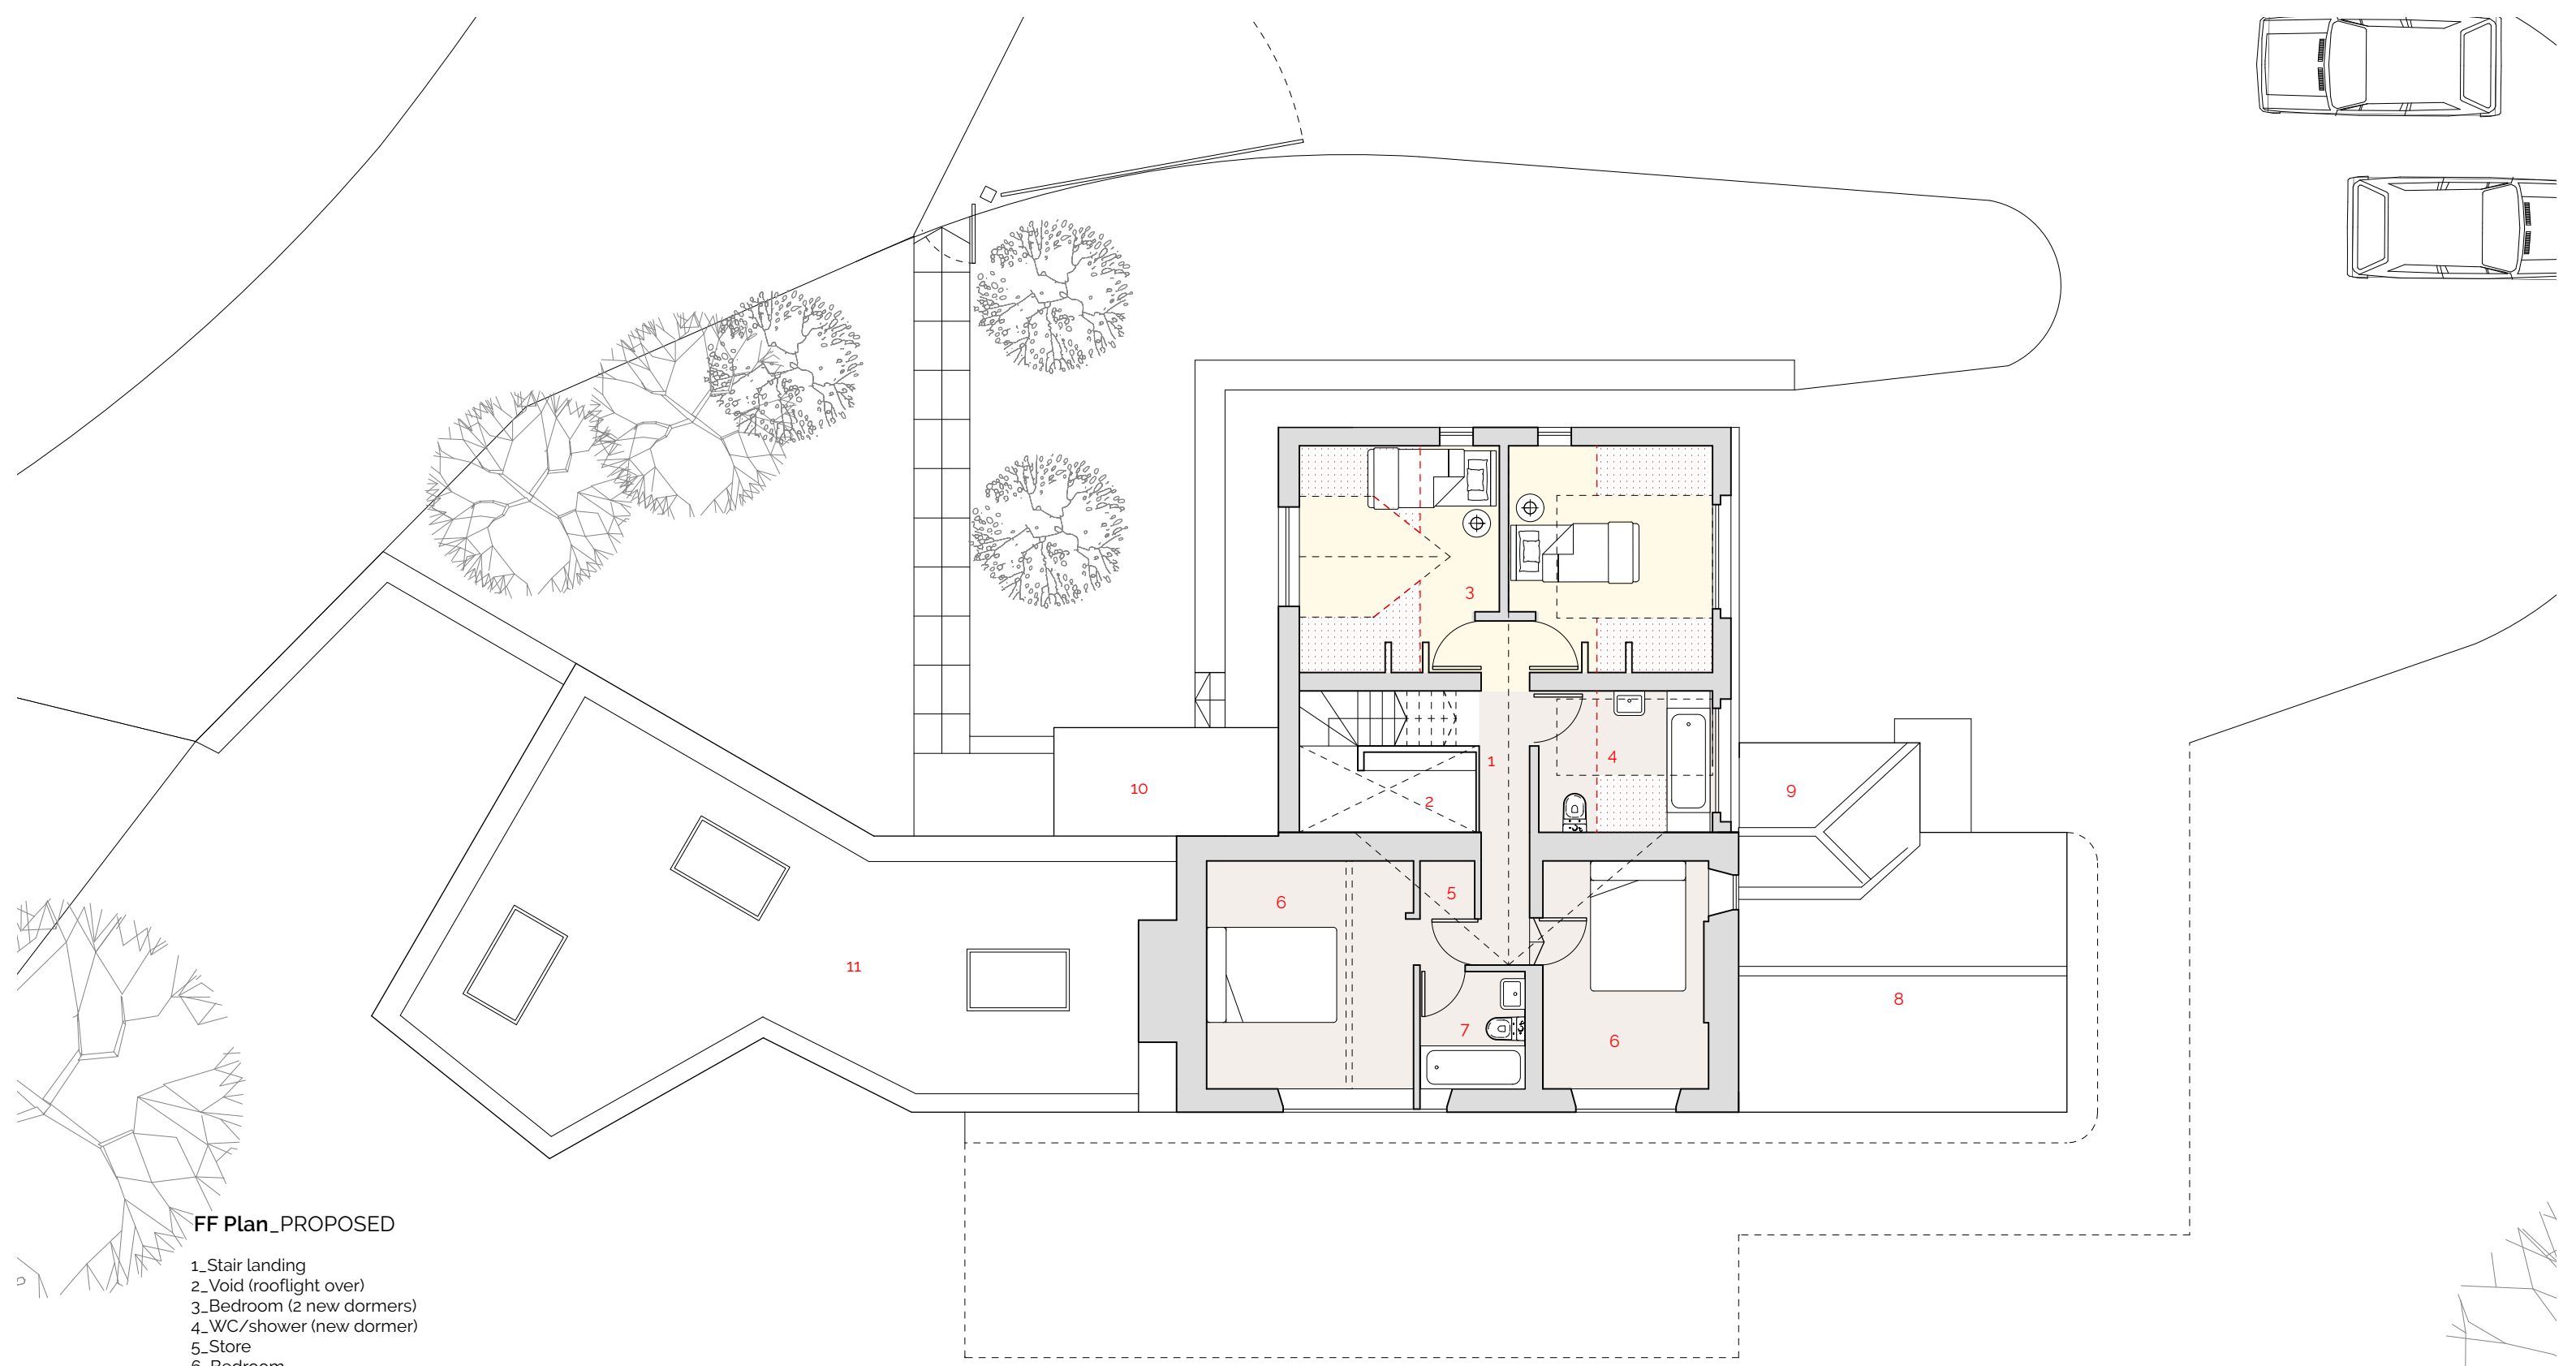 3
4
1
2
10
9
5
6
11
8
7
6
FF Plan_PROPOSED
1_Stair landing
2_Void (rooflight over)
3_Bedroom (2 new dormers)
4_WC/shower (new dormer)
5_Store
6_Bedroom